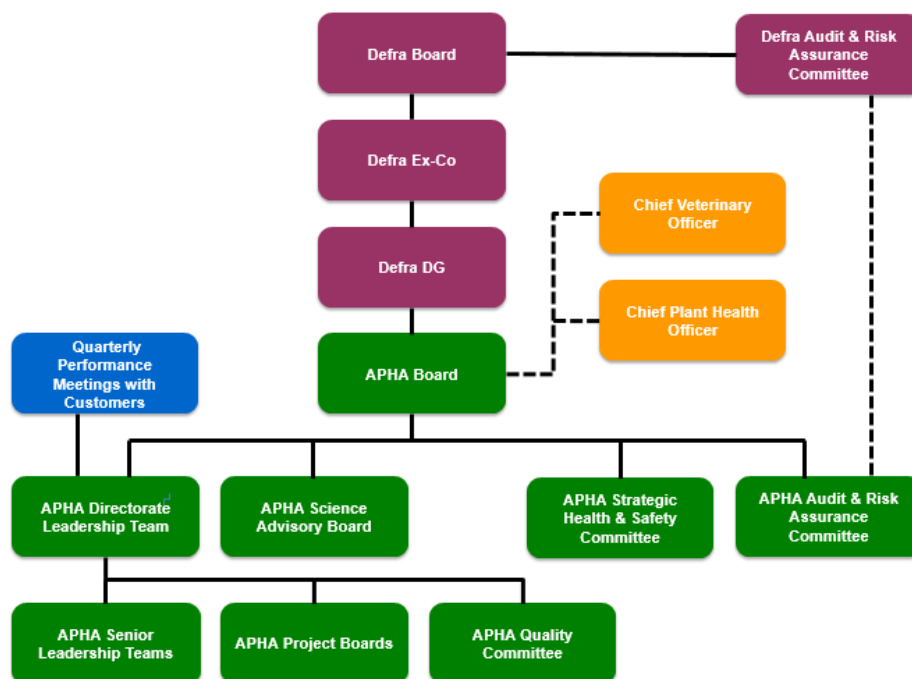 Defra Board
Defra Audit & Risk
Assurance
Committee
Defra Ex-Co
Chief Veterinary
Officer
Defra DG
Chief Plant Health
Officer
Quarterly
Performance
Meetings with
Customers
APHA Board
APHA Directorate
Leadership Team
APHA Science
Advisory Board
APHA Strategic
Health & Safety
Committee
APHA Audit & Risk
Assurance
Committee
APHA Senior
Leadership Teams
APHA Project Boards
APHA Quality
Committee